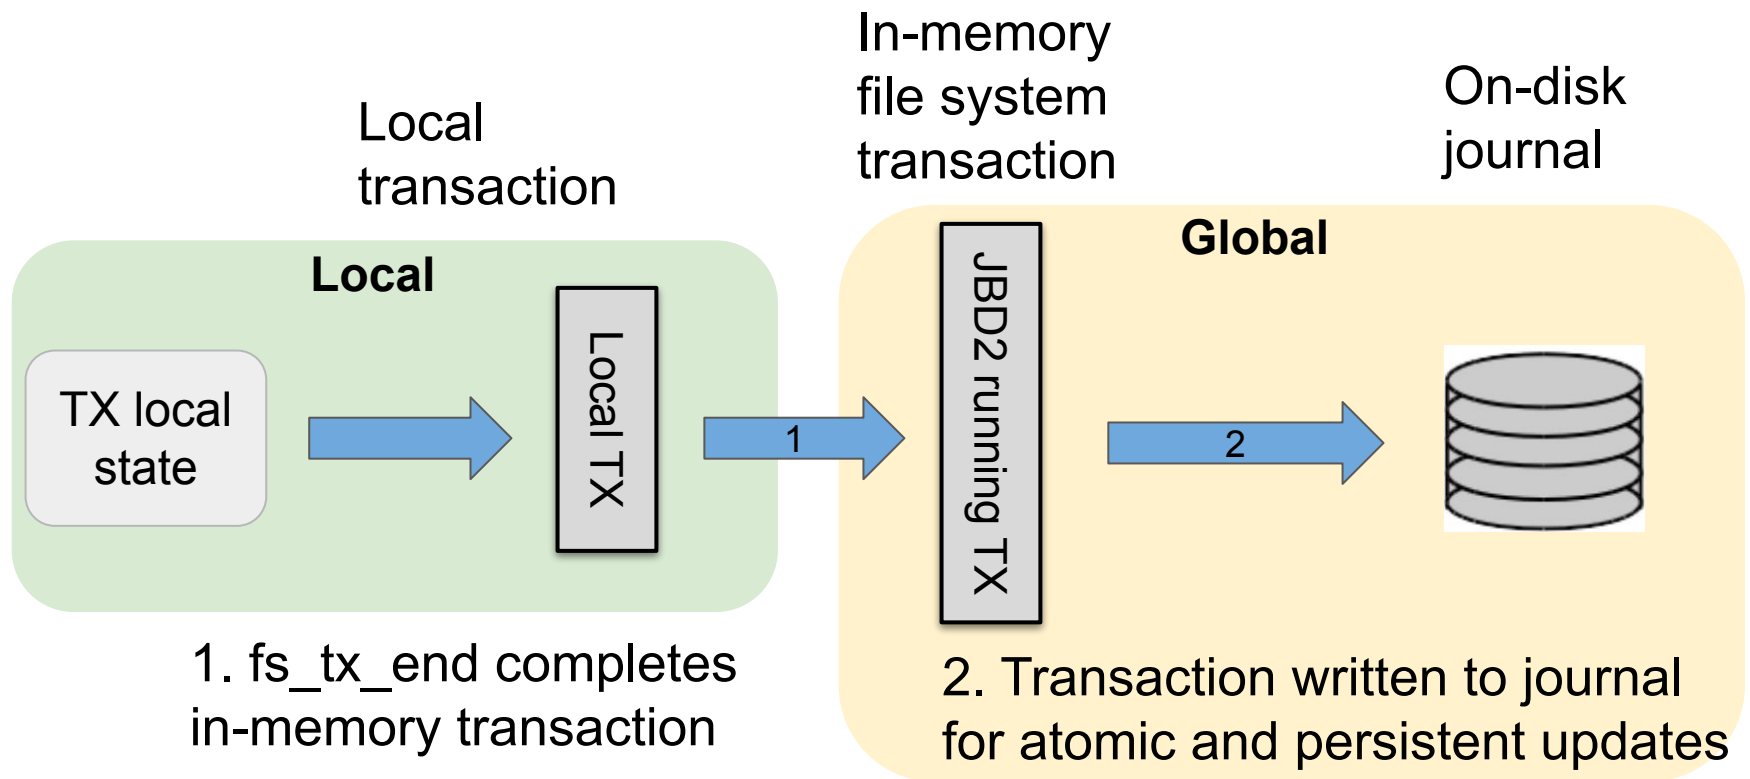 Local
transaction
In-memory
file system
transaction
On-disk
journal
Local
Global
TX local
state
Local TX
1
JBD2 running TX
2
1. fs_tx_end completes
in-memory transaction
2. Transaction written to journal
for atomic and persistent updates